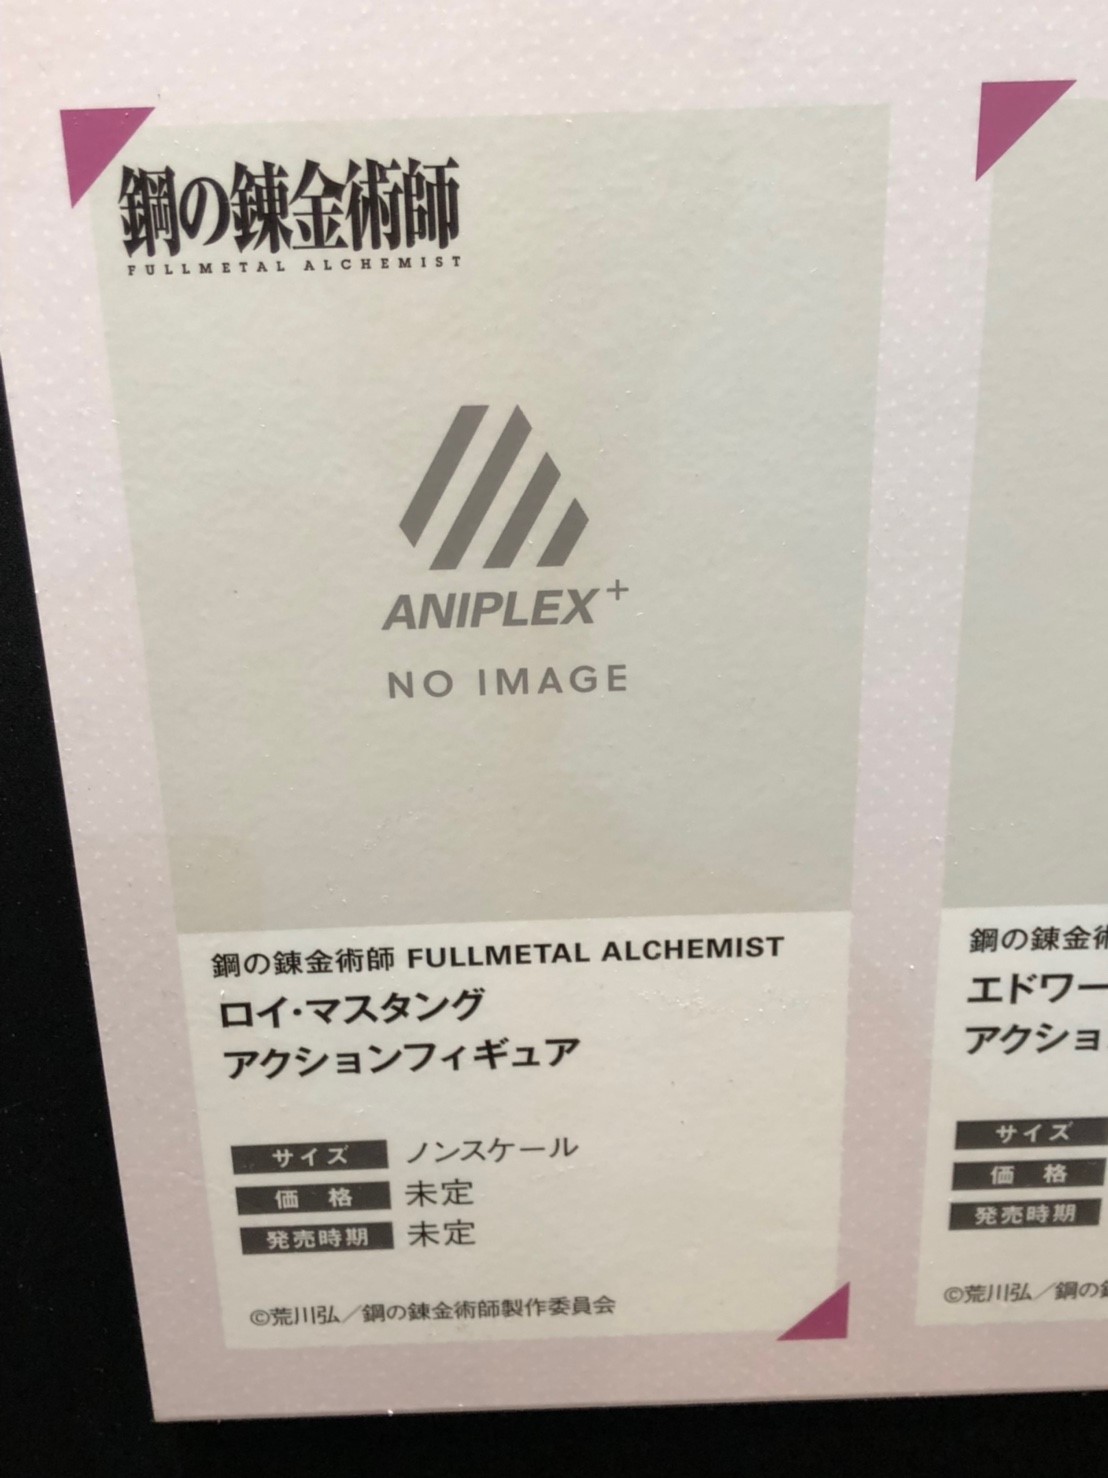 鋼の錬金術師
FULLMETAL ALCHEMIST
ANIPLEX+
NO IMAGE
鋼の錬金術師 FULLMETAL ALCHEMIST
ロイ・マスタング
アクションフィギュア
サイズ ノンスケール
価 格 未定
発売時期 未定
©荒川弘／鋼の錬金術師製作委員会
鋼の錬金
エドワー
アクショ
サイズ
価 格
発売時期
©荒川弘／鋼の